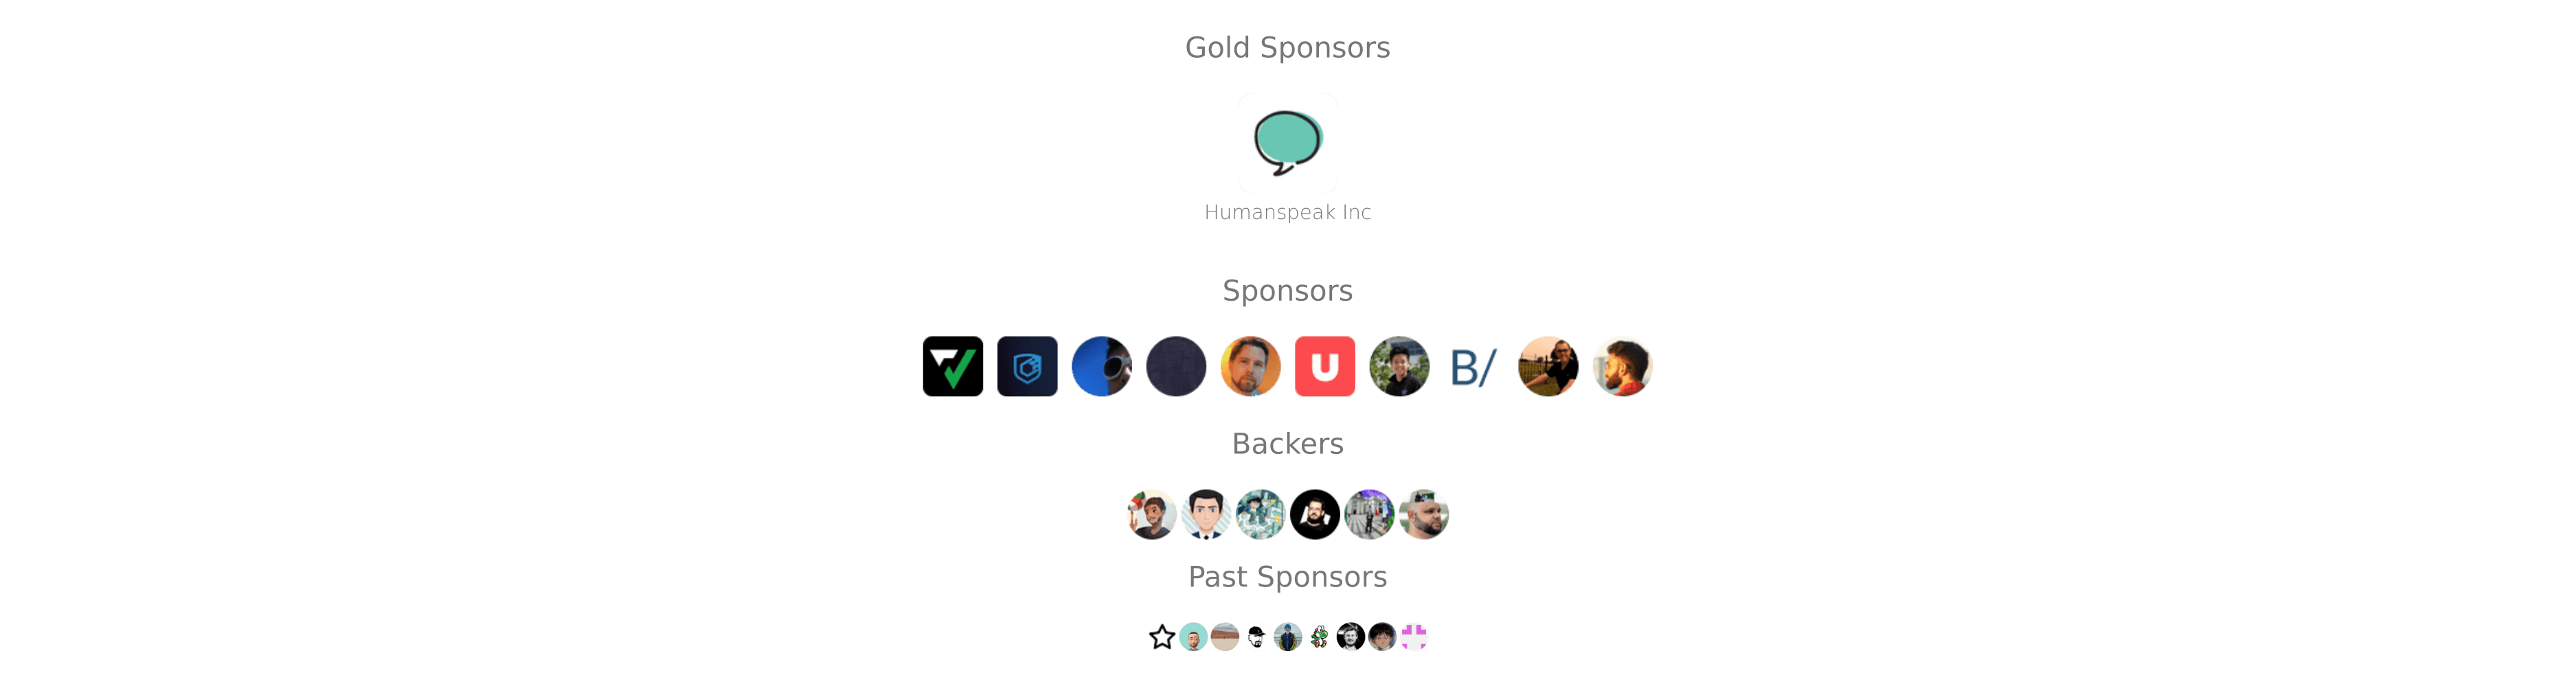 Gold Sponsors
Humanspeak Inc
Sponsors
U
B/
Backers
Past Sponsors